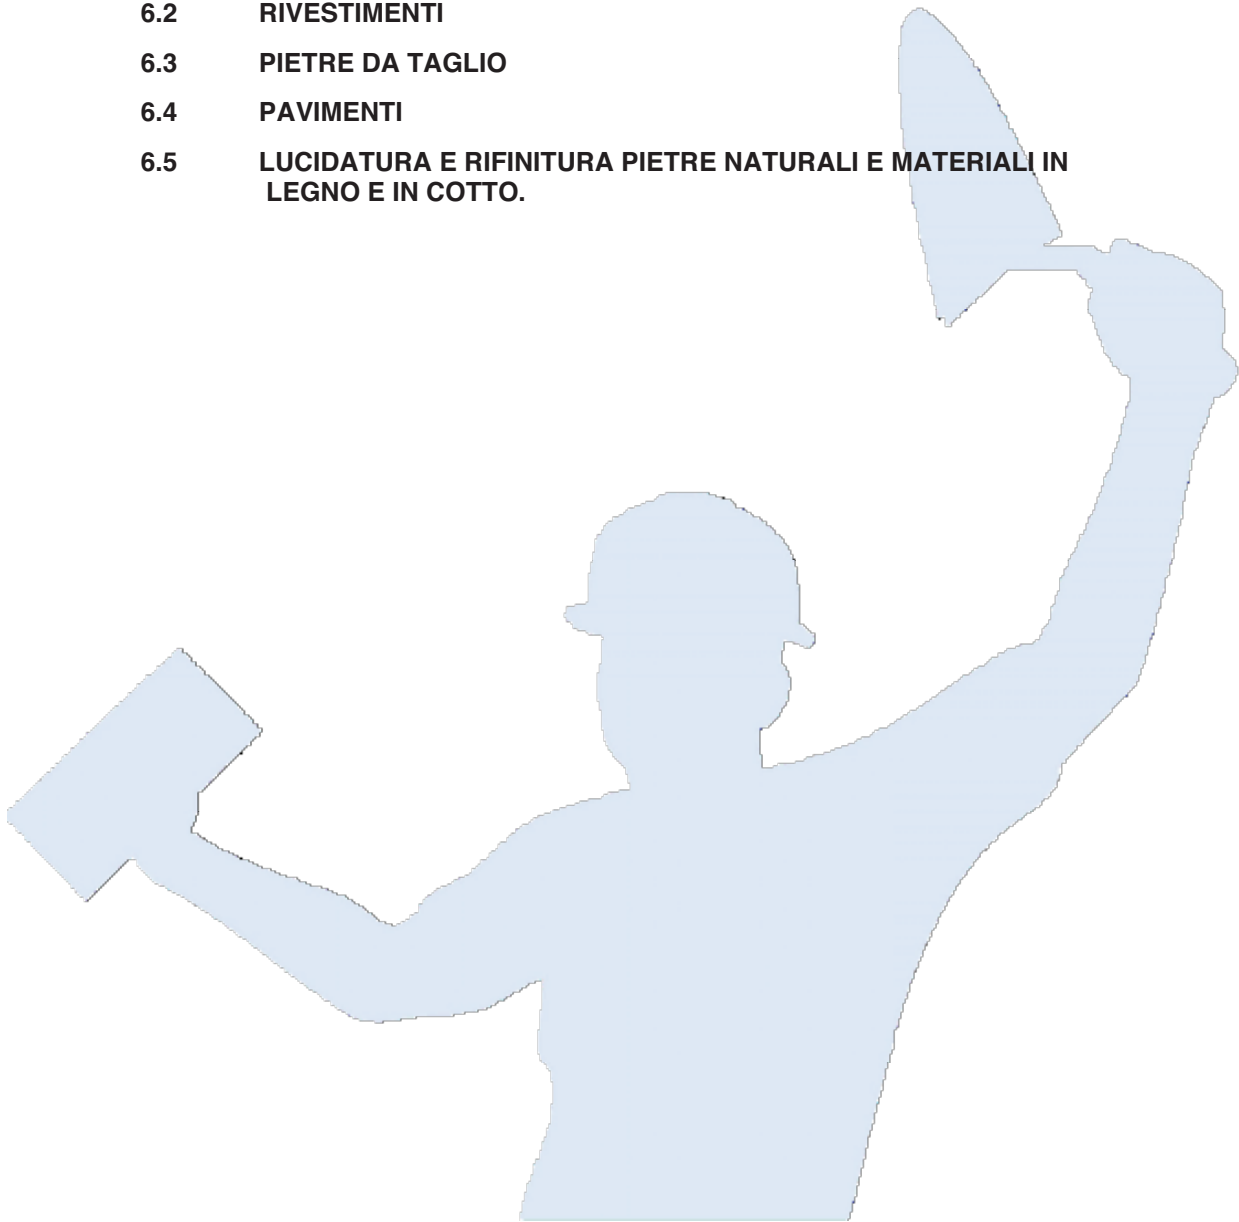 6.2 RIVESTIMENTI
6.3 PIETRE DA TAGLIO
6.4 PAVIMENTI
6.5 LUCIDATURA E RIFINITURA PIETRE NATURALI E MATERIALI IN
LEGNO E IN COTTO.